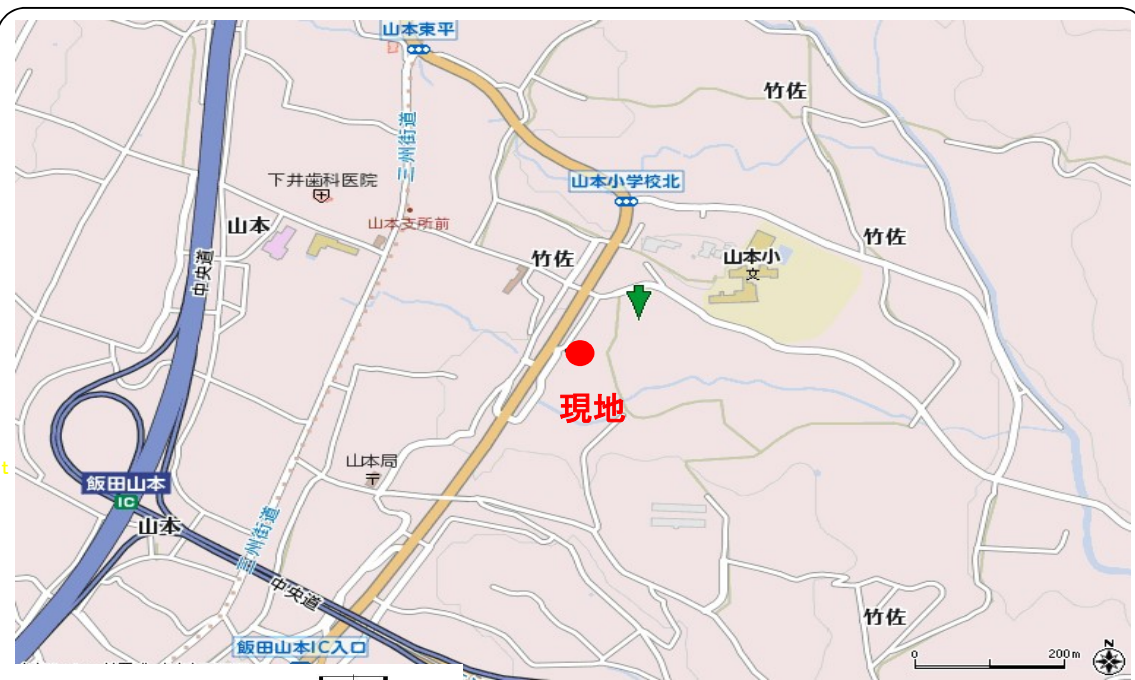 山本東平
竹佐
三州街道
下井歯科医院
山本小学校北
山本支所前
山本
竹佐
竹佐
山本小
文
中央道
現地
山本局
〒
t
飯田山本
IC
山本
三州街道
中央道
竹佐
飯田山本IC入口
0
200m
N